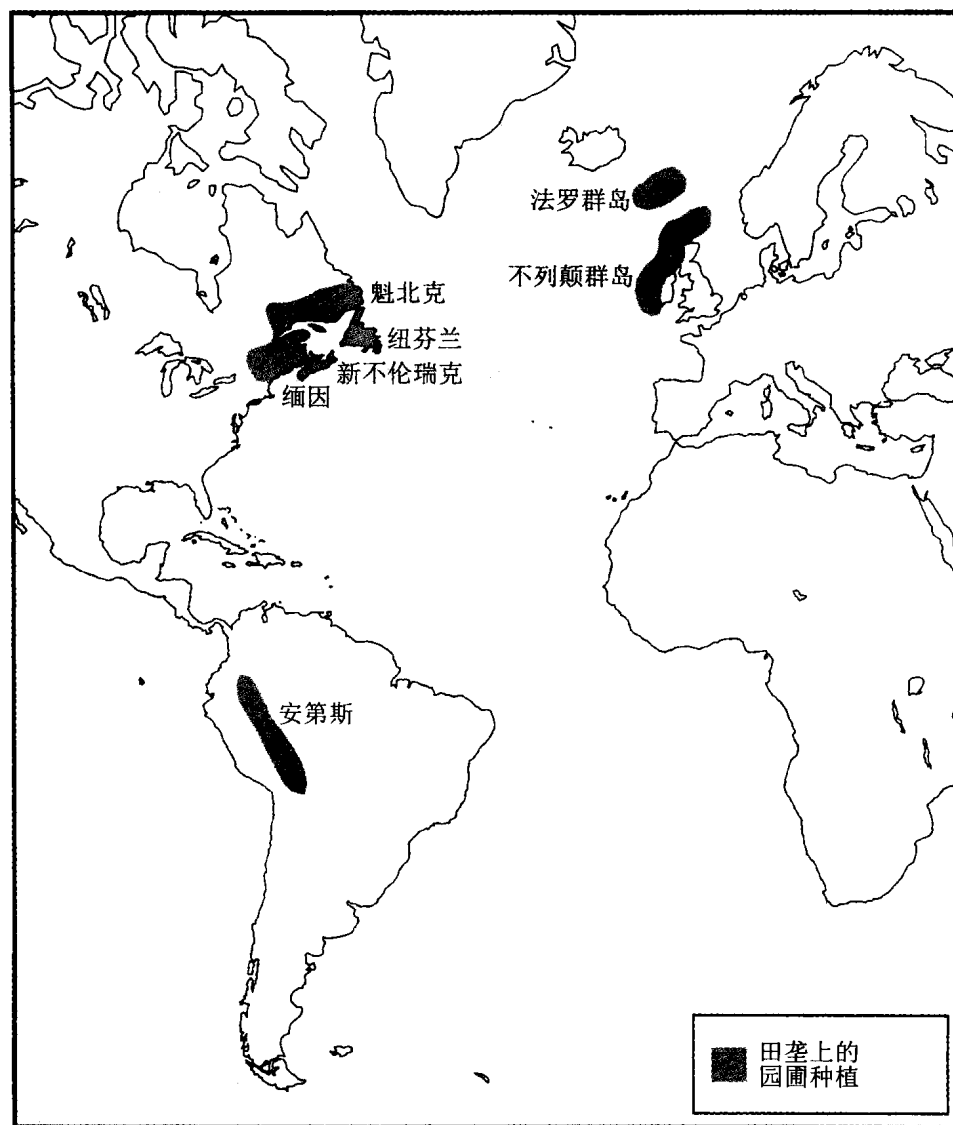 法罗群岛
不列颠群岛
魁北克
纽芬兰
新不伦瑞克
缅因
安第斯
田垄上的
园圃种植